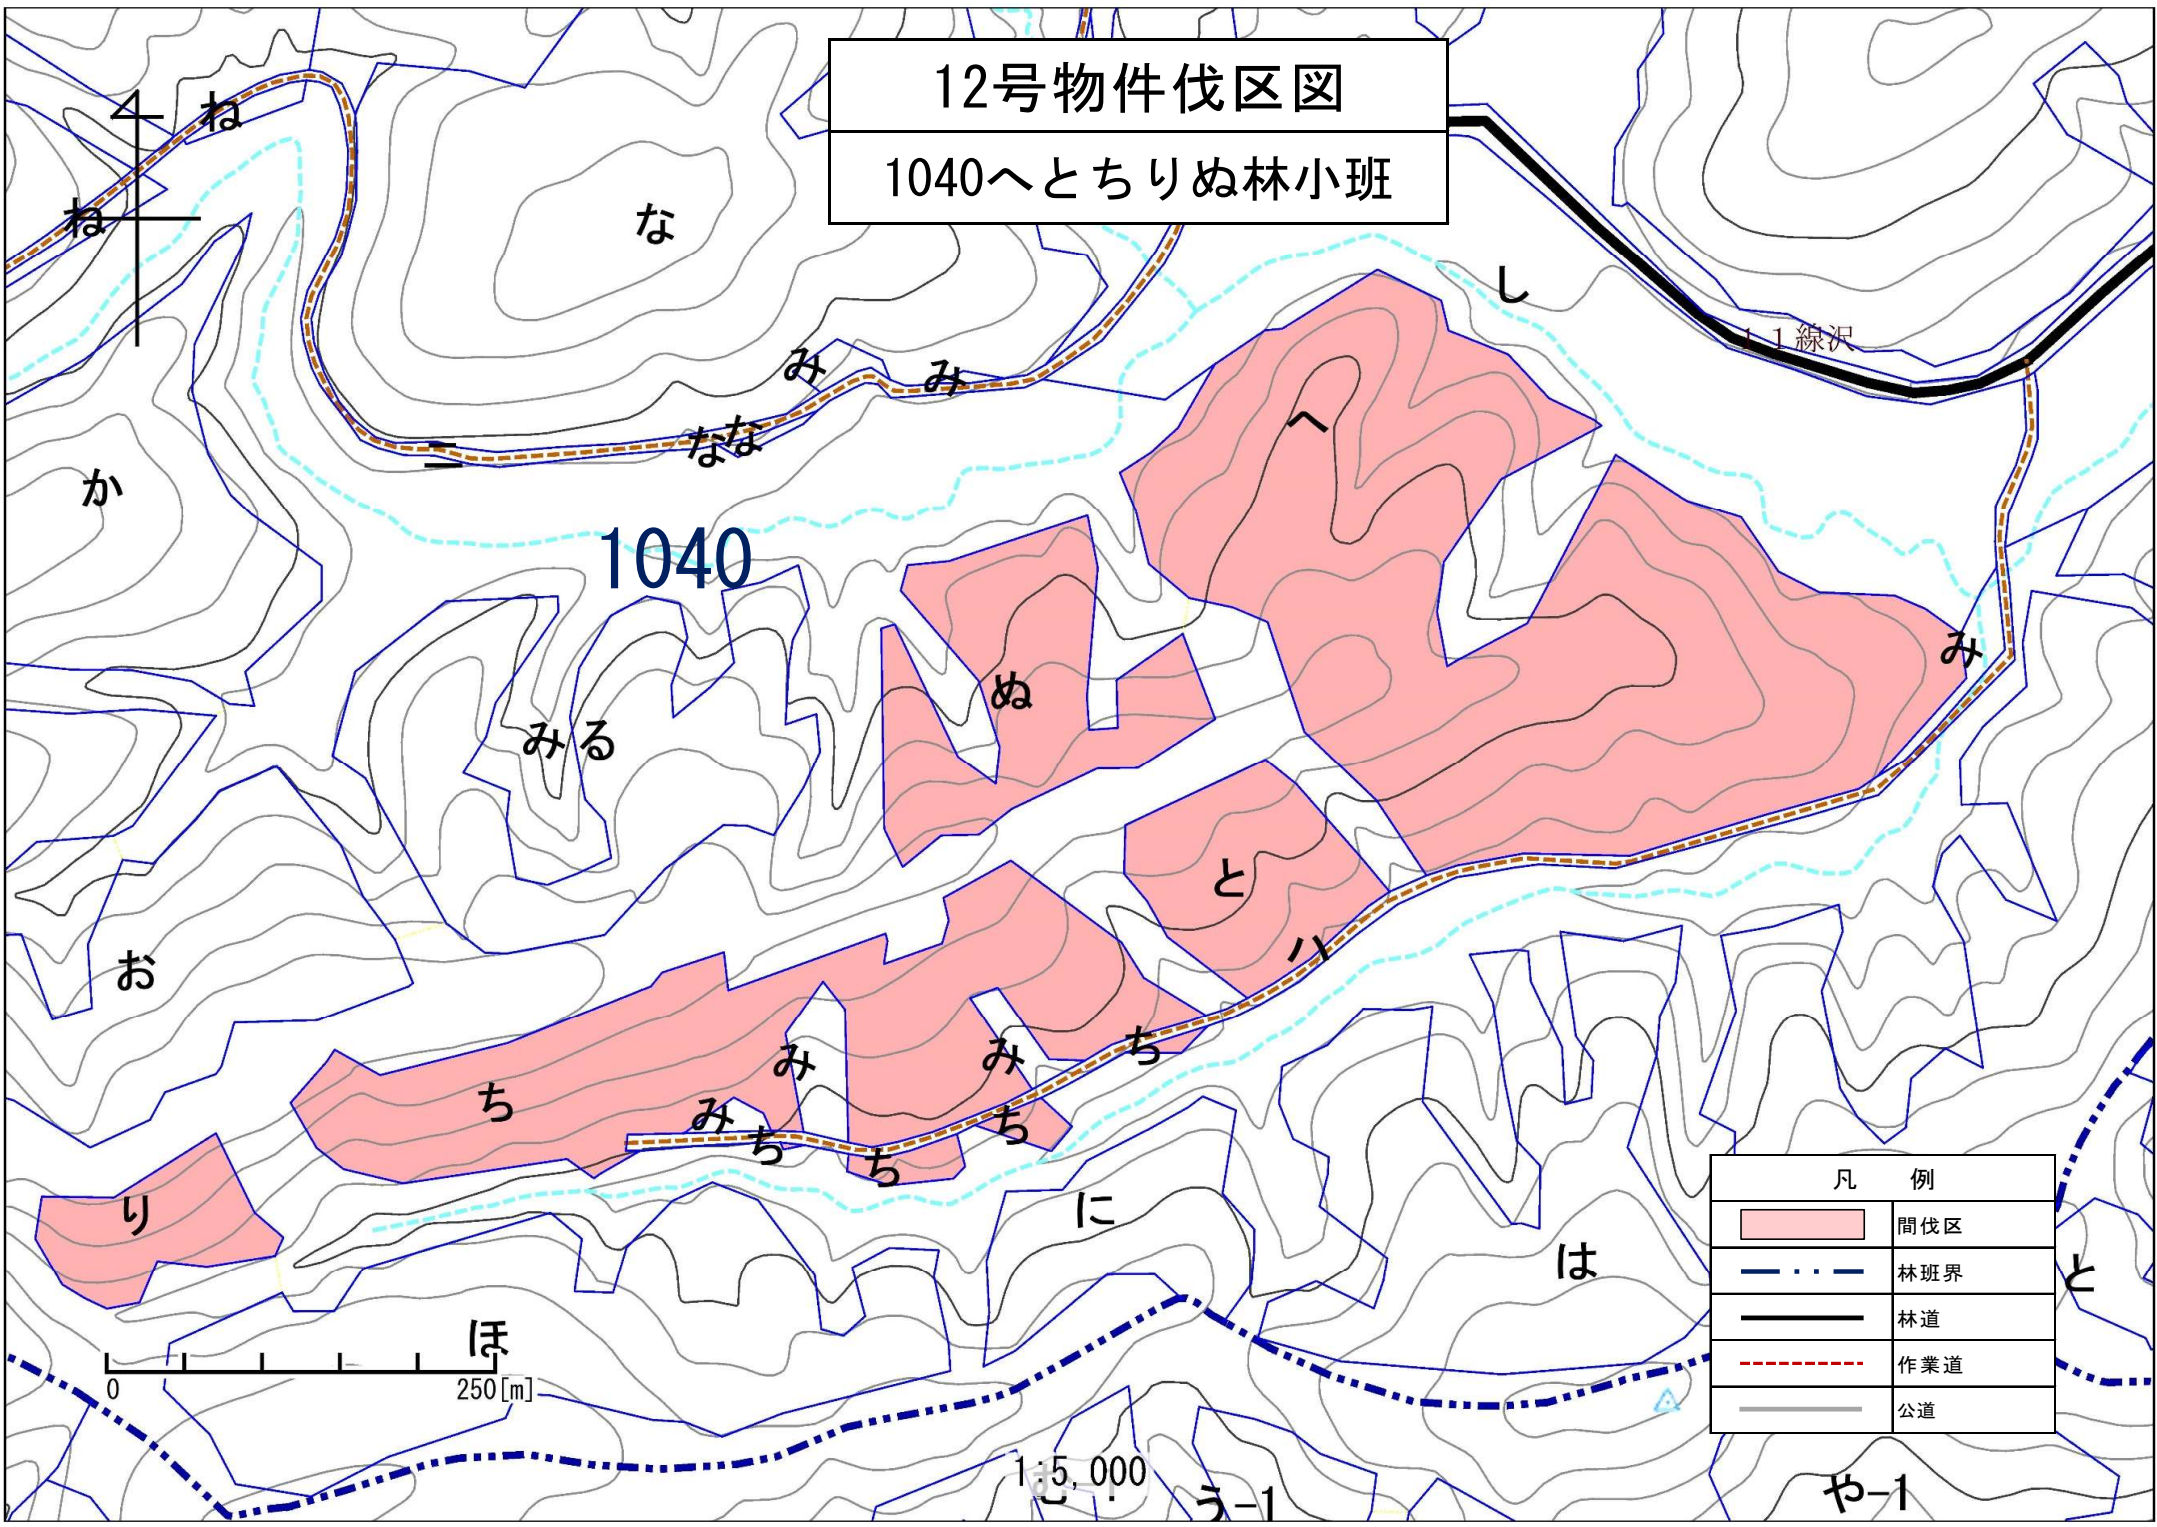 12号物件伐区図
1040へとちりぬ林小班
ね
ね
な
し
11線沢
み
み
な
な
ニ
へ
か
1040
み
ぬ
み
る
と
ハ
お
み
み
ち
ち
み
ち
ち
ち
り
に
は
と
ほ
0 250[m]
凡 例
間伐区
林班界
林道
作業道
公道
1:5,000
う-1
や-1